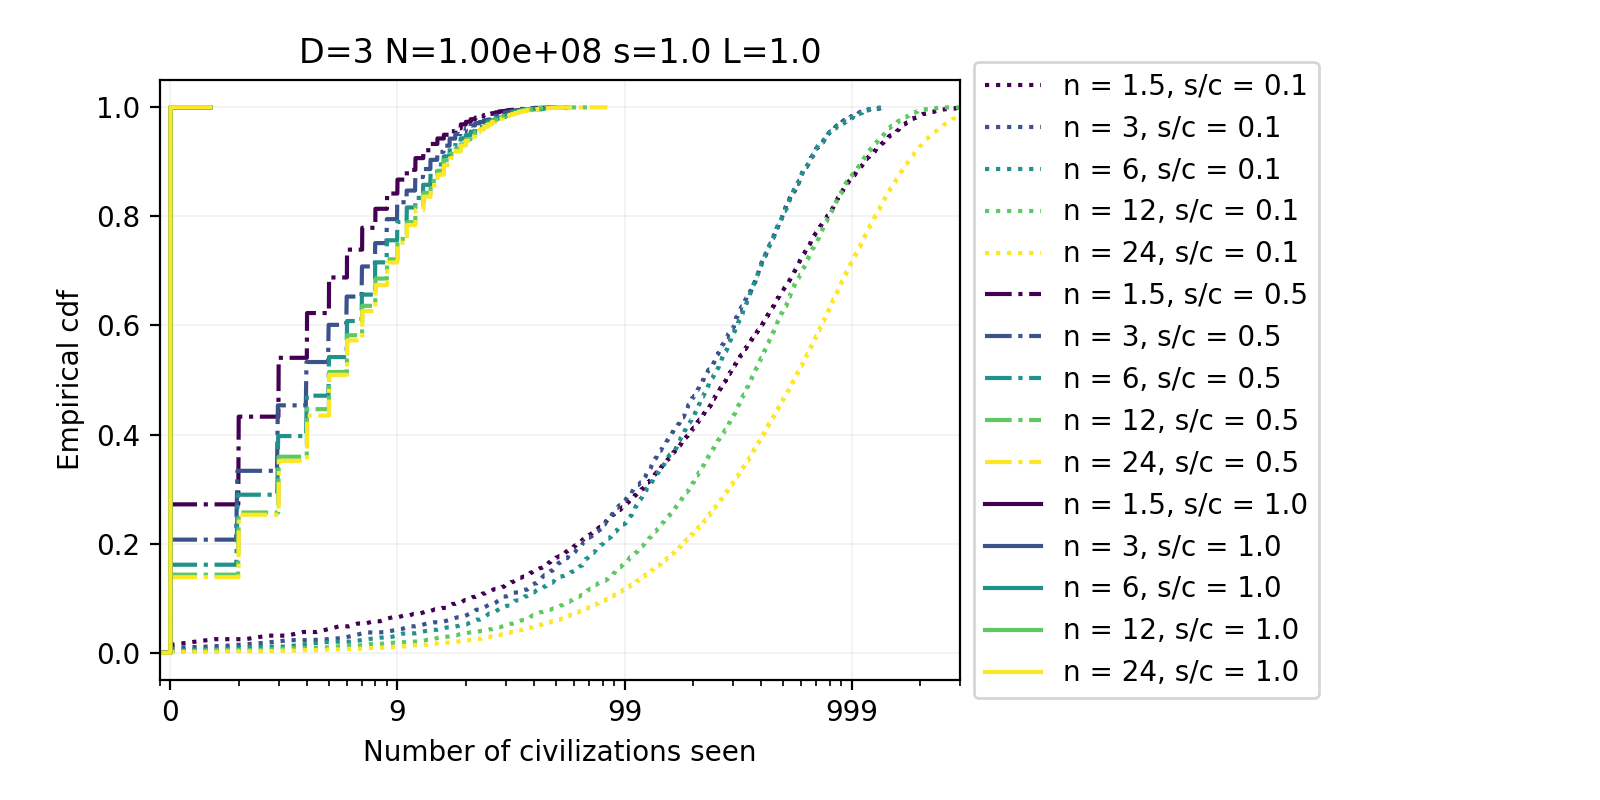 D=3 N=1.00e+08 s=1.0 L=1.0
1.0
0.8
0.6
0.4
0.2
0.0
Empirical cdf
0 9 99 999
Number of civilizations seen
n = 1.5, s/c = 0.1
n = 3, s/c = 0.1
n = 6, s/c = 0.1
n = 12, s/c = 0.1
n = 24, s/c = 0.1
n = 1.5, s/c = 0.5
n = 3, s/c = 0.5
n = 6, s/c = 0.5
n = 12, s/c = 0.5
n = 24, s/c = 0.5
n = 1.5, s/c = 1.0
n = 3, s/c = 1.0
n = 6, s/c = 1.0
n = 12, s/c = 1.0
n = 24, s/c = 1.0